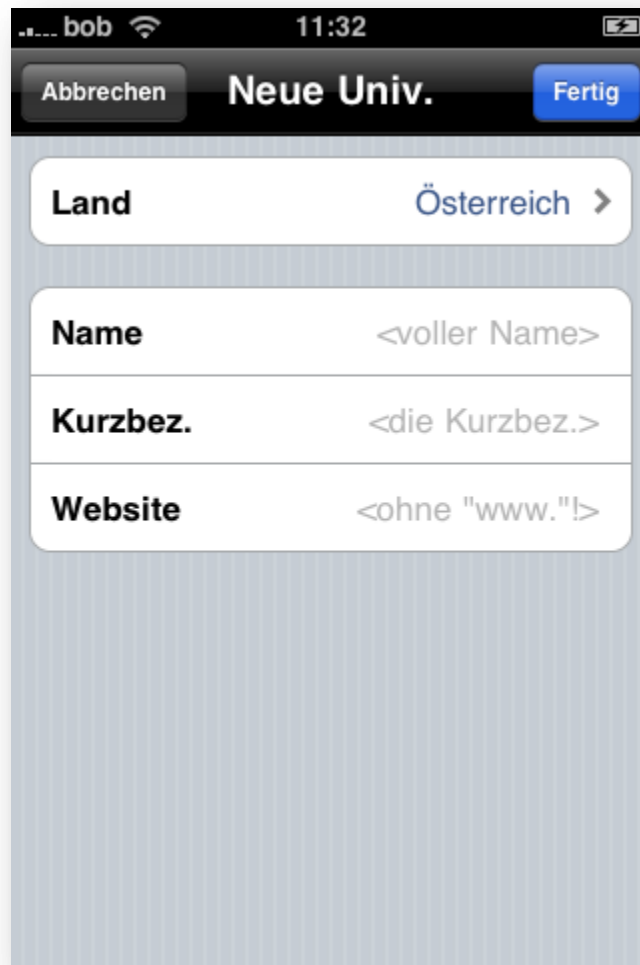 bob 11:32
Abbrechen Neue Univ. Fertig
Land Österreich >
Name <voller Name>
Kurzbez. <die Kurzbez.>
Website <ohne "www."!>